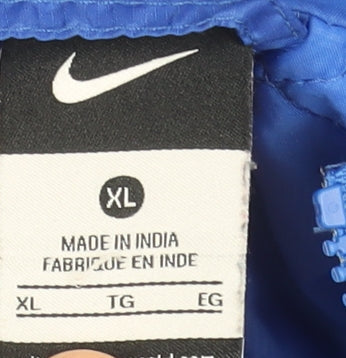 XL
MADE IN INDIA
FABRIQUE EN INDE
XL TG EG